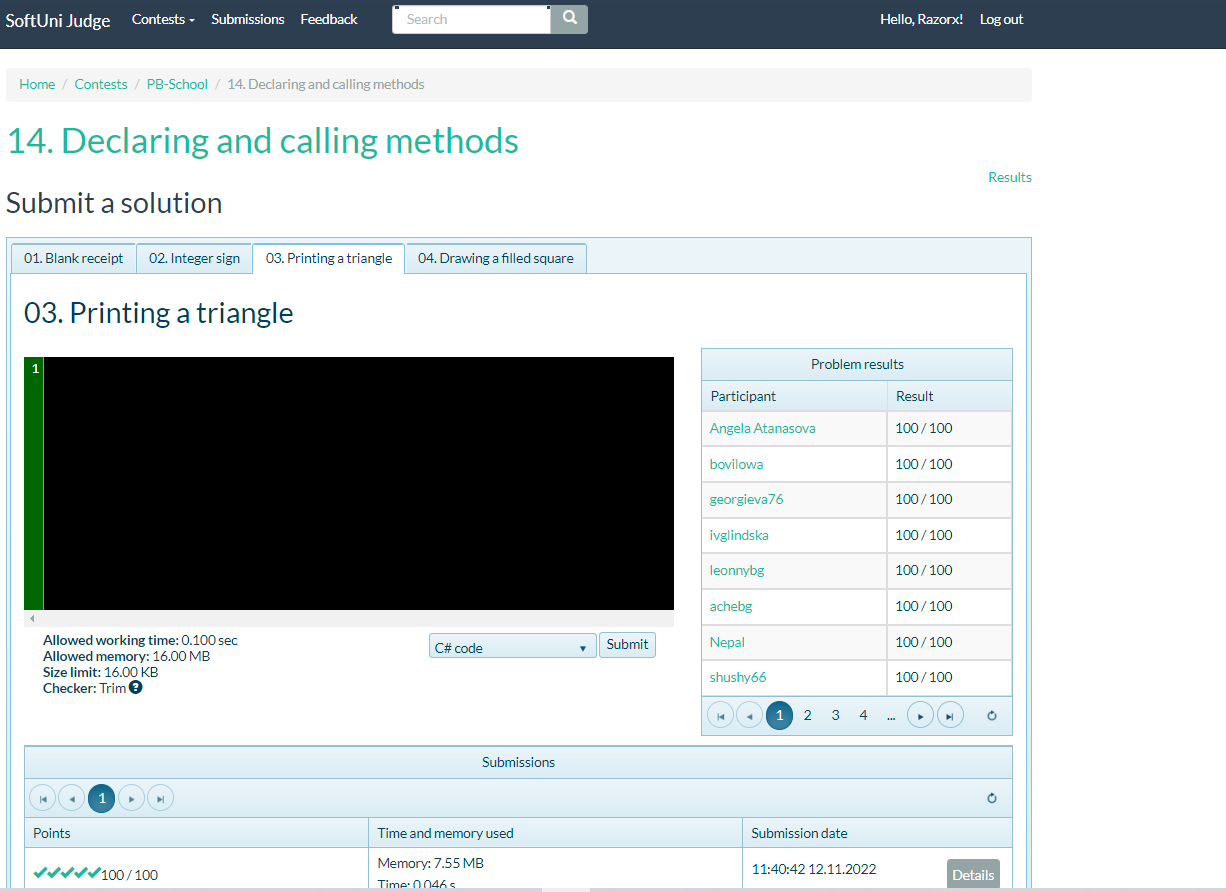 SoftUni Judge Contests Submissions Feedback Search Hello, Razorx! Log out
Home / Contests / PB-School / 14. Declaring and calling methods
14. Declaring and calling methods
Results
Submit a solution
01. Blank receipt 02. Integer sign 03. Printing a triangle 04. Drawing a filled square
03. Printing a triangle
1
Allowed working time: 0.100 sec
Allowed memory: 16.00 MB
Size limit: 16.00 KB
Checker: Trim ?
C# code Submit
Problem results
Participant Result
Angela Atanasova 100 / 100
bovilowa 100 / 100
georgieva76 100 / 100
ivglindska 100 / 100
leonnybg 100 / 100
achebg 100 / 100
Nepal 100 / 100
shushy66 100 / 100
1 2 3 4 ...
Submissions
1
Points Time and memory used Submission date
100 / 100 Memory: 7.55 MB 11:40:42 12.11.2022 Details
Time: 0.046 s